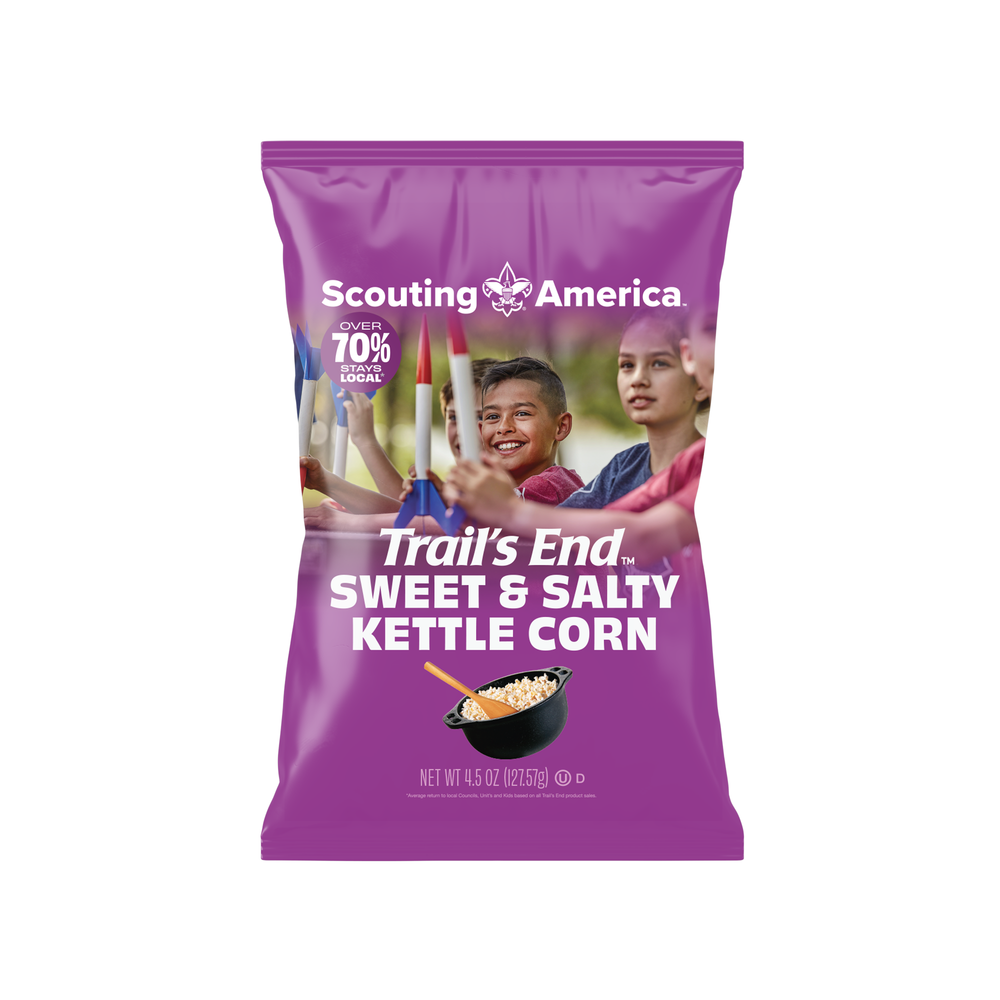 Scouting America™
OVER
70%
STAYS
LOCAL*
Trail's End™
SWEET & SALTY
KETTLE CORN
NET WT 4.5 OZ (127.57g) Ⓤ D
*Average return to local Councils, Unit's and Kids based on all Trail's End product sales.